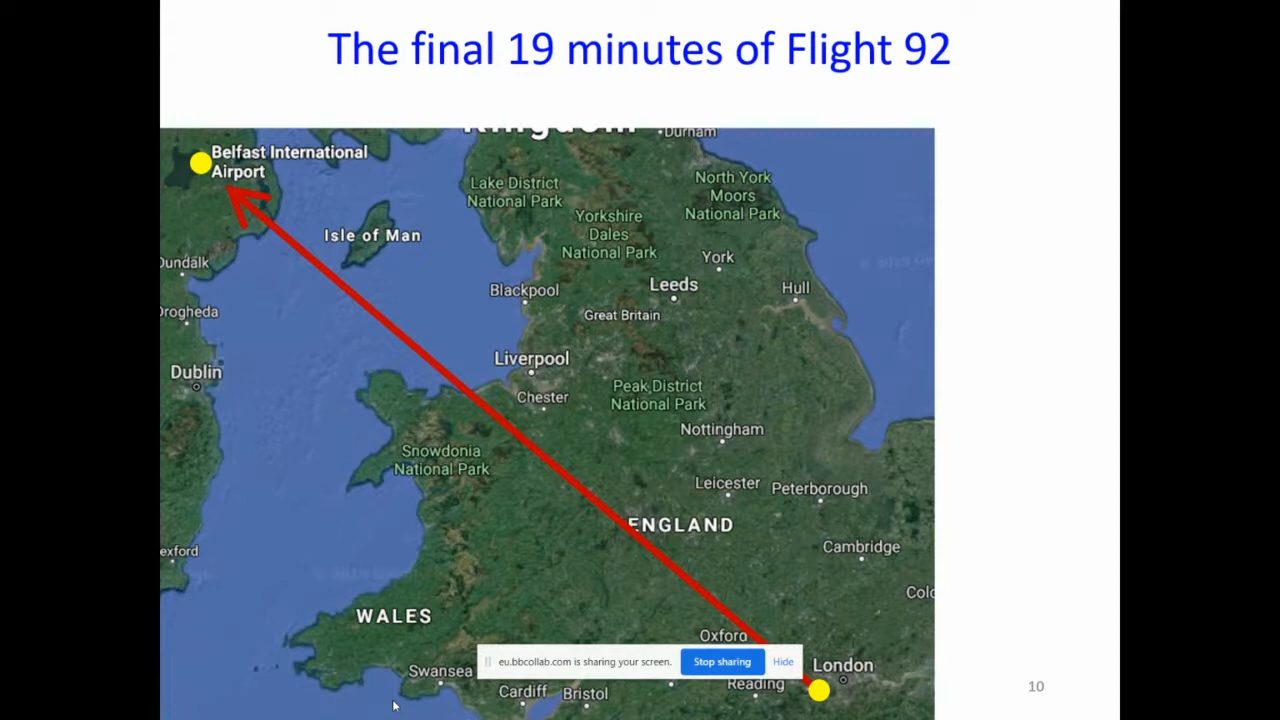 The final 19 minutes of Flight 92
Durham
Belfast International
Airport
Lake District
National Park
North York
Moors
National Park
Yorkshire
Dales
National Park
Isle of Man
York
Dundalk
Leeds
Hull
Blackpool
Drogheda
Great Britain
Liverpool
Dublin
Peak District
National Park
Chester
Nottingham
Snowdonia
National Park
Leicester
Peterborough
ENGLAND
Cambridge
exford
Colc
WALES
Oxford
eu.bbcollab.com is sharing your screen. Stop sharing Hide
London
Swansea
Reading
Cardiff
Bristol
10